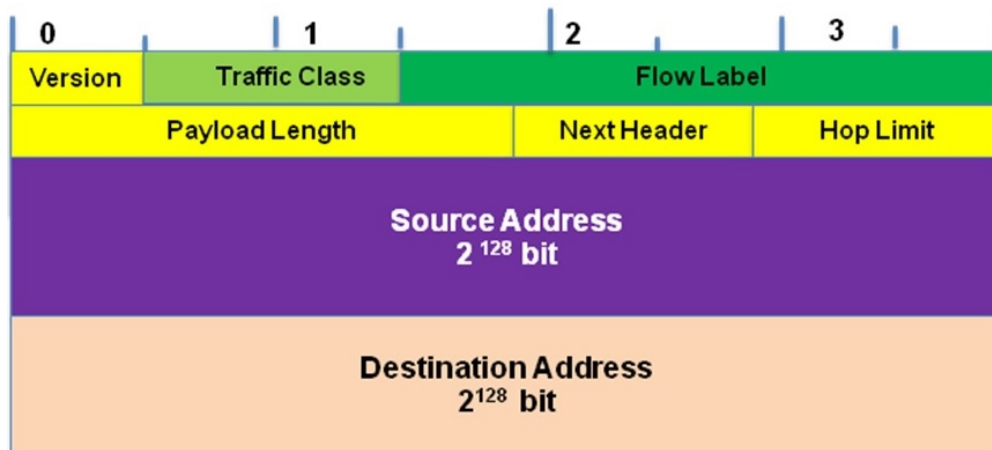 0 1 2 3
Version Traffic Class Flow Label
Payload Length Next Header Hop Limit
Source Address
2 ¹²⁸ bit
Destination Address
2¹²⁸ bit